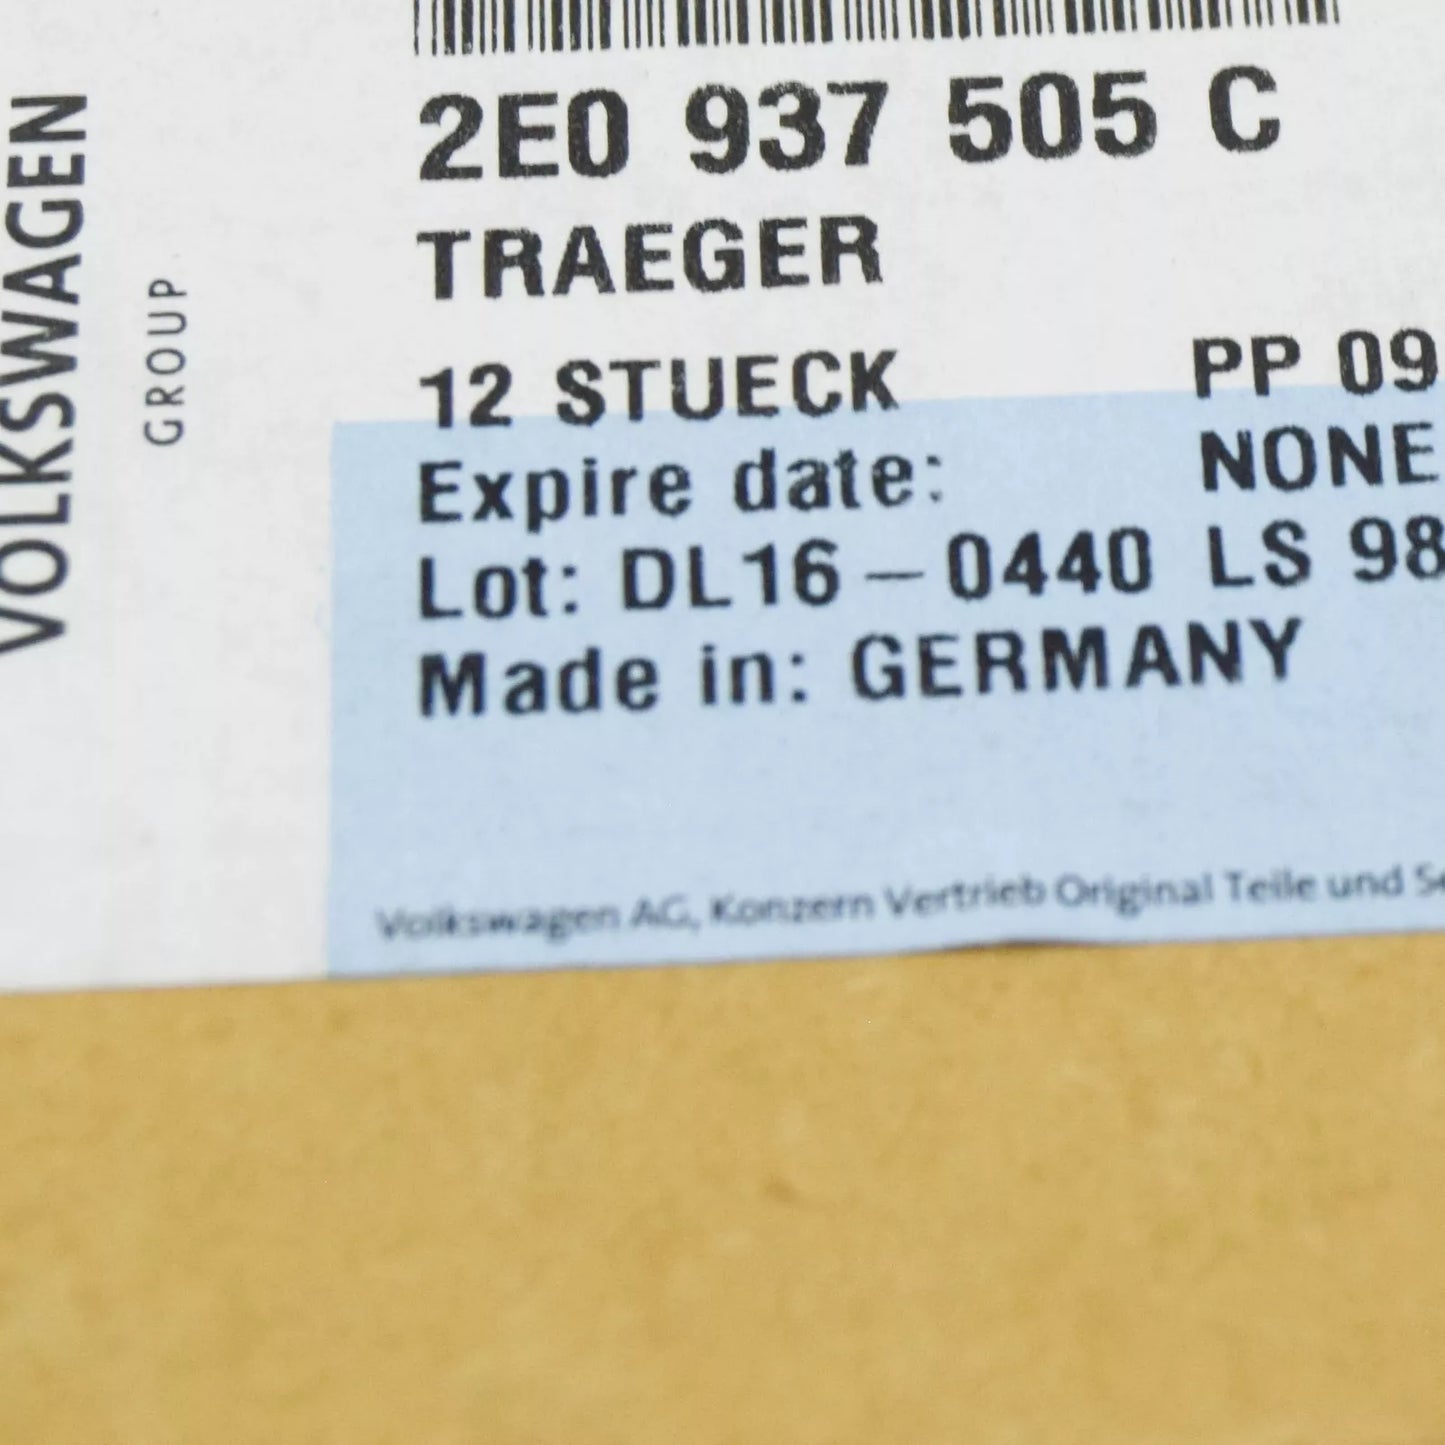 VOLKSWAGEN
GROUP
2E0 937 505 C
TRAEGER
12 STUECK PP 09
Expire date: NONE
Lot: DL16-0440 LS 98
Made in: GERMANY
Volkswagen AG, Konzern Vertrieb Original Teile und